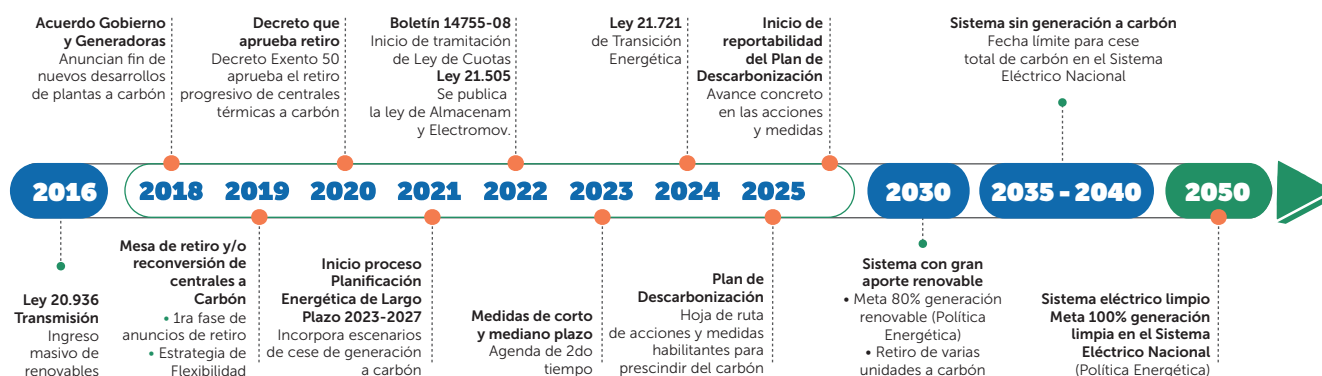 Acuerdo Gobierno
y Generadoras
Anuncian fin de
nuevos desarrollos
de plantas a carbón
Decreto que
aprueba retiro
Decreto Exento 50
aprueba el retiro
progresivo de centrales
térmicas a carbón
Boletín 14755-08
Inicio de tramitación
de Ley de Cuotas
Ley 21.505
Se publica
la ley de Almacenam
y Electromov.
Ley 21.721
de Transición
Energética
Inicio de
reportabilidad
del Plan de
Descarbonización
Avance concreto
en las acciones
y medidas
Sistema sin generación a carbón
Fecha límite para cese
total de carbón en el Sistema
Eléctrico Nacional
2016
2018 2019 2020 2021 2022 2023 2024 2025
2030
2035 - 2040
2050
Ley 20.936
Transmisión
Ingreso
masivo de
renovables
Mesa de retiro y/o
reconversión de
centrales a
Carbón
• 1ra fase de
anuncios de retiro
• Estrategia de
Flexibilidad
Inicio proceso
Planificación
Energética de Largo
Plazo 2023-2027
Incorpora escenarios
de cese de generación
a carbón
Medidas de corto
y mediano plazo
Agenda de 2do
tiempo
Plan de
Descarbonización
Hoja de ruta
de acciones y medidas
habilitantes para
prescindir del carbón
Sistema con gran
aporte renovable
• Meta 80% generación
renovable (Política
Energética)
• Retiro de varias
unidades a carbón
Sistema eléctrico limpio
Meta 100% generación
limpia en el Sistema
Eléctrico Nacional
(Política Energética)